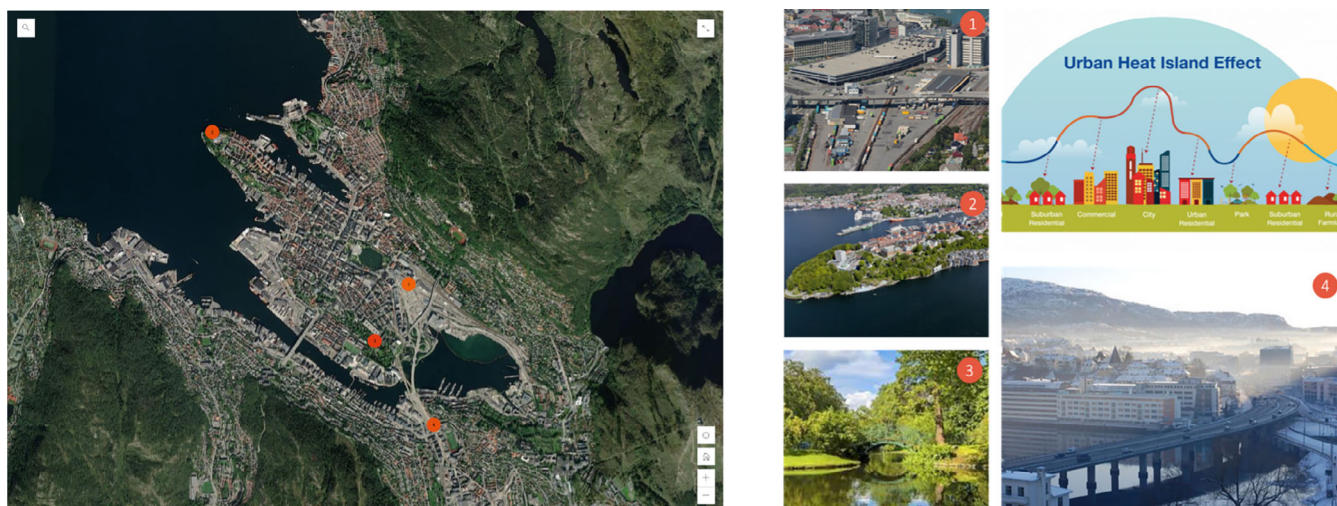 1
Urban Heat Island Effect
Suburban
Residential
Commercial
City
Urban
Residential
Park
Suburban
Residential
2
3
4